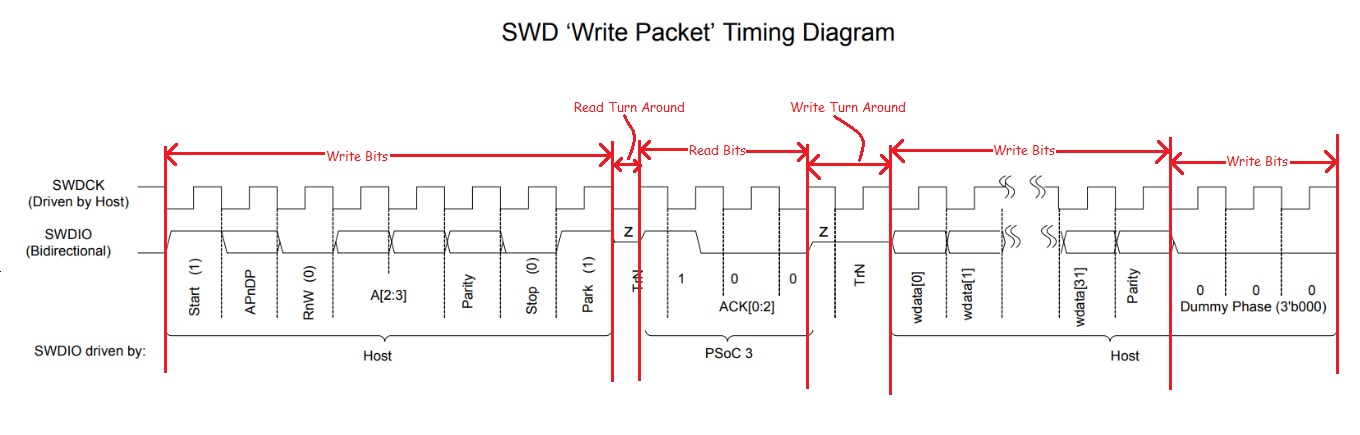 SWD ‘Write Packet’ Timing Diagram
Read Turn Around
Write Turn Around
Write Bits
Read Bits
Write Bits
Write Bits
SWDCK
(Driven by Host)
SWDIO
(Bidirectional)
Z
Z
Start (1)
APnDP
RnW (0)
A[2:3]
Parity
Stop (0)
Park (1)
TrN
1
0
0
ACK[0:2]
TrN
wdata[0]
wdata[1]
wdata[31]
Parity
0
0
0
Dummy Phase (3'b000)
SWDIO driven by:
Host
PSoC 3
Host